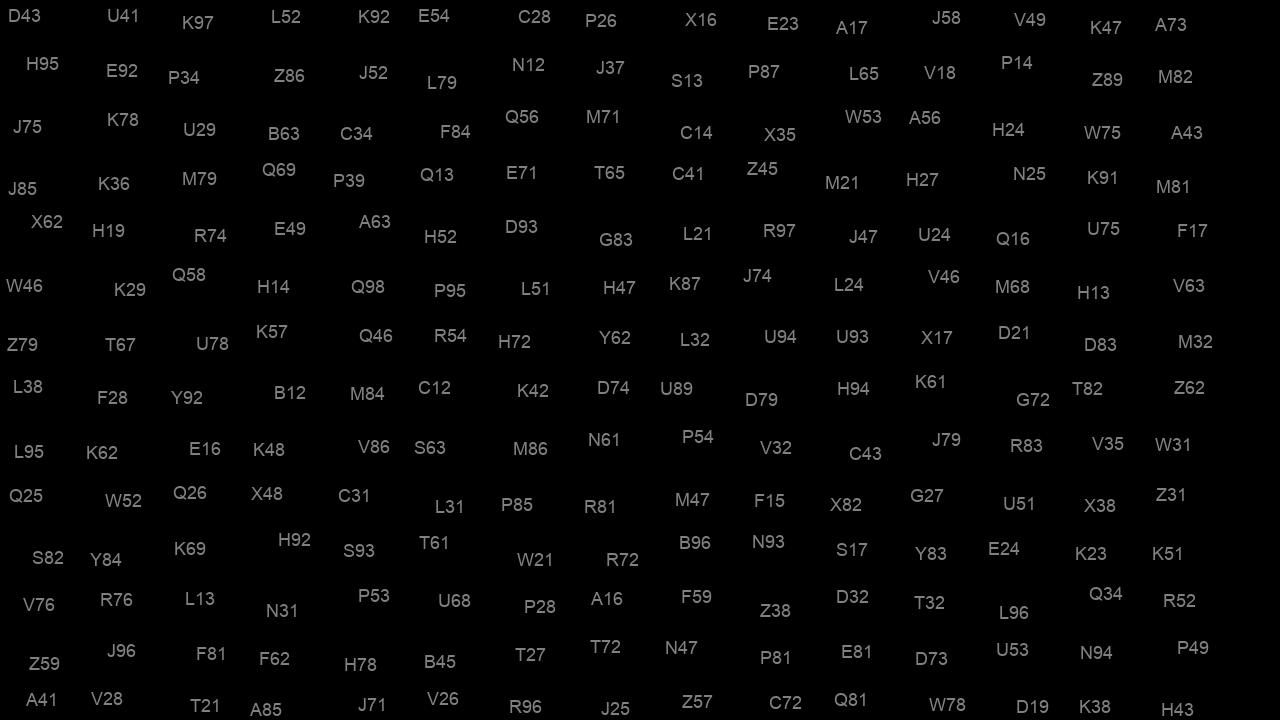 D43 U41 K97 L52 K92 E54 C28 P26 X16 E23 A17 J58 V49 K47 A73
H95 E92 P34 Z86 J52 L79 N12 J37 S13 P87 L65 V18 P14 Z89 M82
J75 K78 U29 B63 C34 F84 Q56 M71 C14 X35 W53 A56 H24 W75 A43
J85 K36 M79 Q69 P39 Q13 E71 T65 C41 Z45 M21 H27 N25 K91 M81
X62 H19 R74 E49 A63 H52 D93 G83 L21 R97 J47 U24 Q16 U75 F17
W46 K29 Q58 H14 Q98 P95 L51 H47 K87 J74 L24 V46 M68 H13 V63
Z79 T67 U78 K57 Q46 R54 H72 Y62 L32 U94 U93 X17 D21 D83 M32
L38 F28 Y92 B12 M84 C12 K42 D74 U89 D79 H94 K61 G72 T82 Z62
L95 K62 E16 K48 V86 S63 M86 N61 P54 V32 C43 J79 R83 V35 W31
Q25 W52 Q26 X48 C31 L31 P85 R81 M47 F15 X82 G27 U51 X38 Z31
S82 Y84 K69 H92 S93 T61 W21 R72 B96 N93 S17 Y83 E24 K23 K51
V76 R76 L13 N31 P53 U68 P28 A16 F59 Z38 D32 T32 L96 Q34 R52
Z59 J96 F81 F62 H78 B45 T27 T72 N47 P81 E81 D73 U53 N94 P49
A41 V28 T21 A85 J71 V26 R96 J25 Z57 C72 Q81 W78 D19 K38 H43